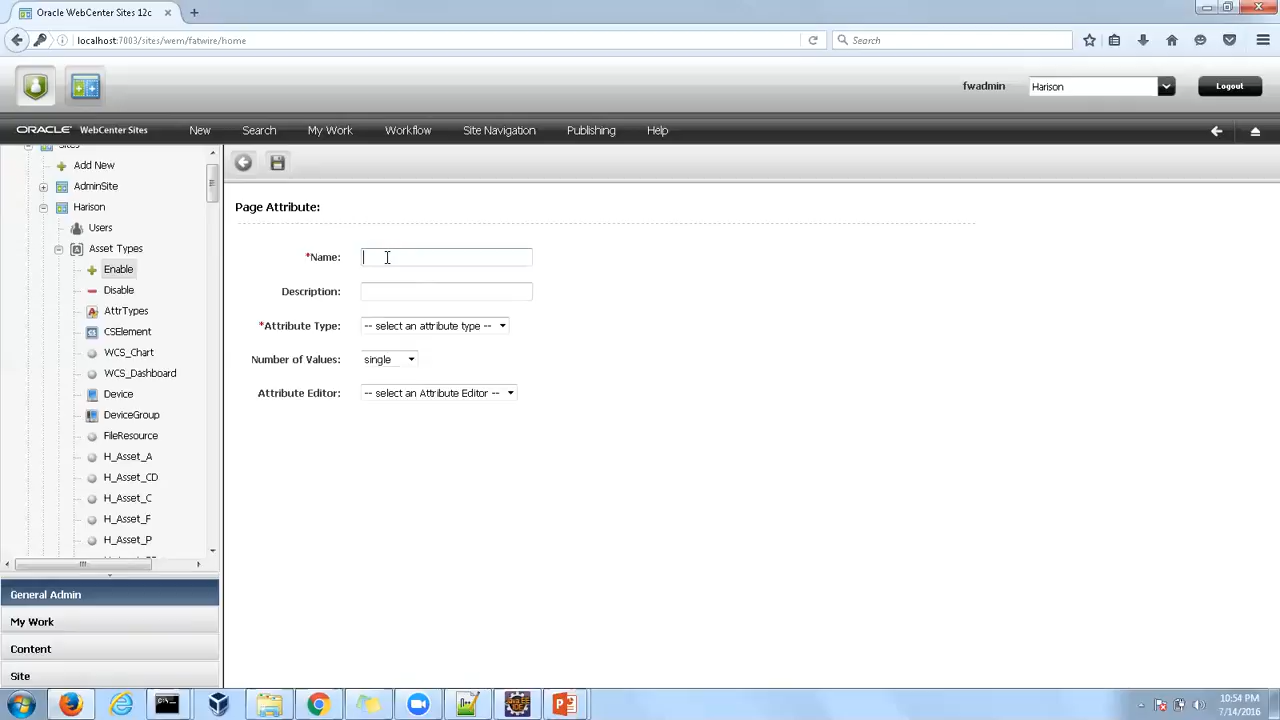 Oracle WebCenter Sites 12c
localhost:7003/sites/wem/fatwire/home
Search
fwadmin
Harison
Logout
ORACLE WebCenter Sites
New
Search
My Work
Workflow
Site Navigation
Publishing
Help
Sites
Add New
AdminSite
Harison
Users
Asset Types
Enable
Disable
AttrTypes
CSElement
WCS_Chart
WCS_Dashboard
Device
DeviceGroup
FileResource
H_Asset_A
H_Asset_CD
H_Asset_C
H_Asset_F
H_Asset_P
General Admin
My Work
Content
Site
Page Attribute:
*Name:
Description:
*Attribute Type: -- select an attribute type --
Number of Values: single
Attribute Editor: -- select an Attribute Editor --
10:54 PM
7/14/2016